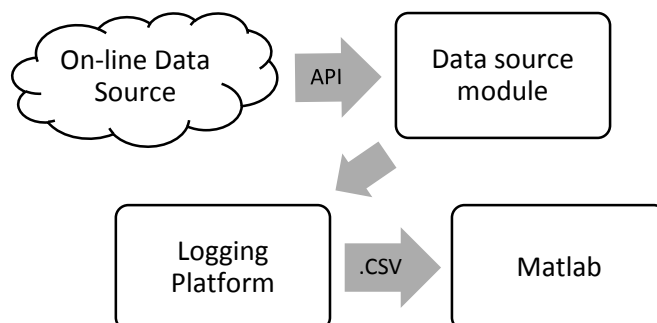 On-line Data
Source
API
Data source
module
Logging
Platform
.CSV
Matlab